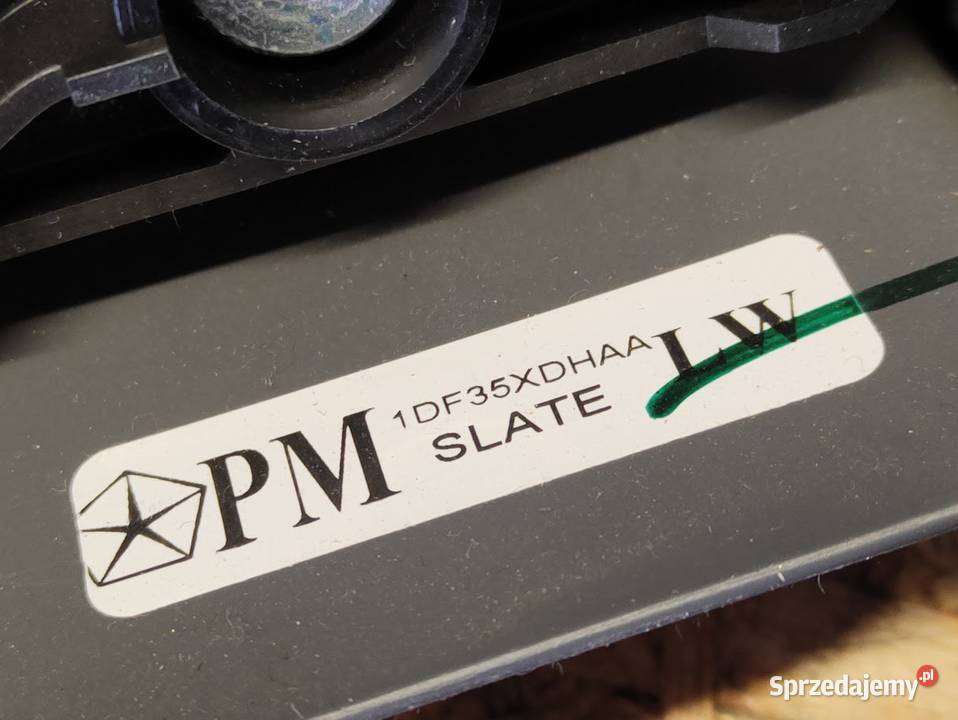 PM 1DF35XDHAA LW
SLATE
Sprzedajemy.pl